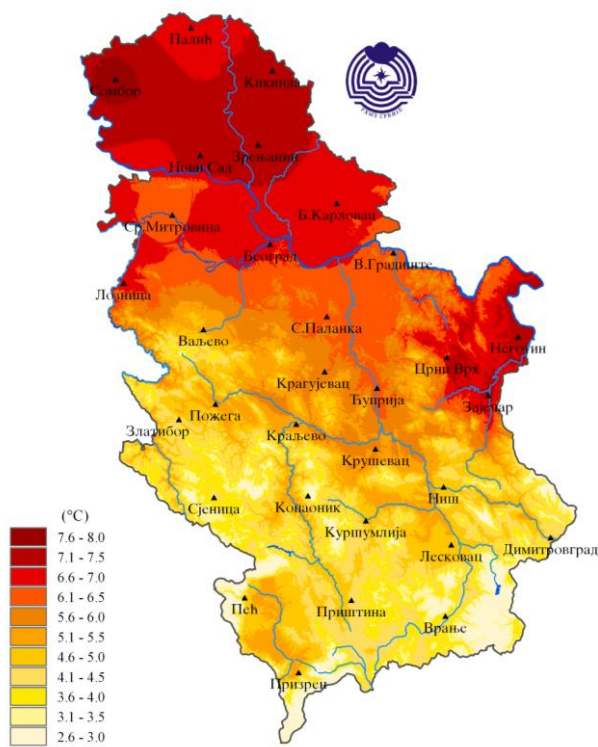 Палић
Кикинда
Сомбор
Зрењанин
Нови Сад
Б.Карловац
Ср.Митровица
Београд
В.Градиште
Лозница
С.Паланка
Ваљево
Неготин
Црни Врх
Крагујевац
Ћуприја
Зајечар
Пожега
Златибор
Краљево
Крушевац
Ниш
Сјеница
Копаоник
Куршумлија
Лесковац
Димитровград
Пећ
Приштина
Врање
Призрен
(°C)
7.6 - 8.0
7.1 - 7.5
6.6 - 7.0
6.1 - 6.5
5.6 - 6.0
5.1 - 5.5
4.6 - 5.0
4.1 - 4.5
3.6 - 4.0
3.1 - 3.5
2.6 - 3.0